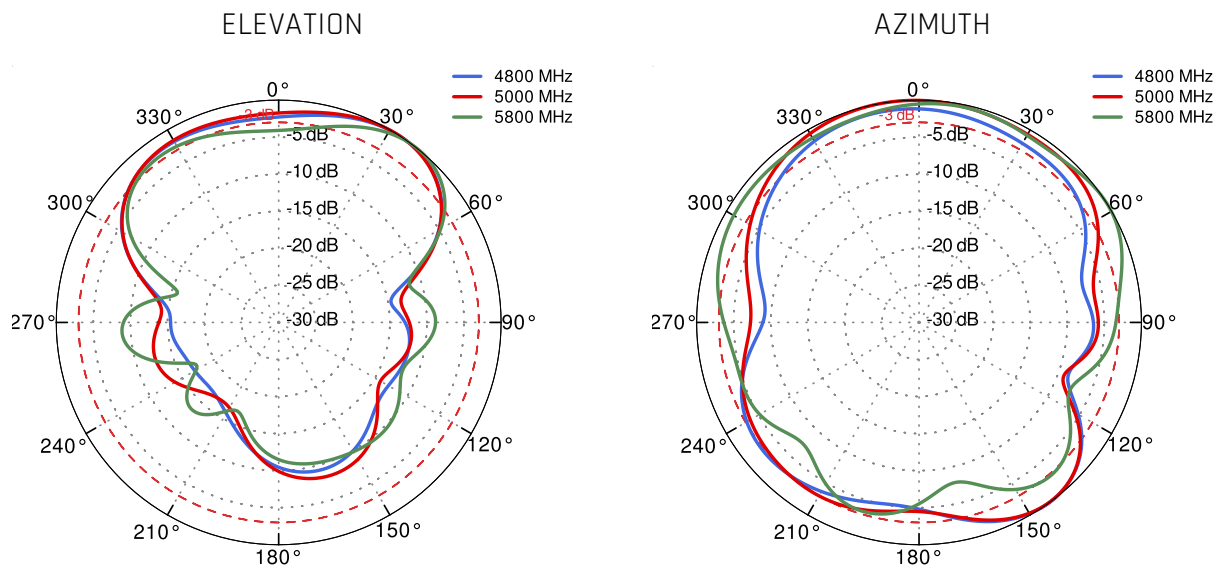 ELEVATION
AZIMUTH
4800 MHz
5000 MHz
5800 MHz
0°
330°
30°
-3 dB
-5 dB
-10 dB
300°
60°
-15 dB
-20 dB
-25 dB
270°
-30 dB
90°
240°
120°
210°
150°
180°
4800 MHz
5000 MHz
5800 MHz
0°
330°
30°
-3 dB
-5 dB
-10 dB
300°
60°
-15 dB
-20 dB
-25 dB
270°
-30 dB
90°
240°
120°
210°
150°
180°